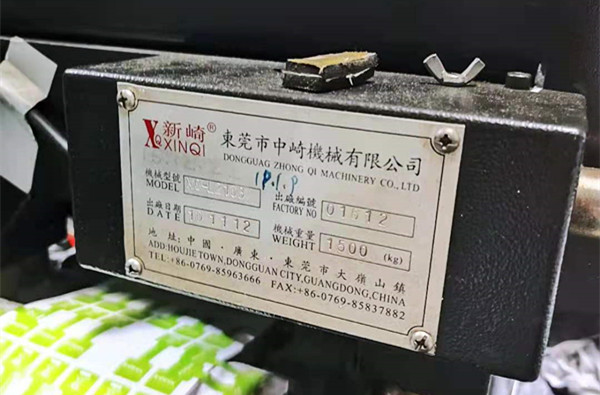 XQ 新崎®
XINQI
東莞市中崎機械有限公司
DONGGUAG ZHONG QI MACHINERY CO., LTD
機械型號
MODEL
出廠編號
FACTORY NO 01512
出廠日期
DATE
機械重量
WEIGHT 1500 (kg)
地 址: 中國·廣東·東莞市大嶺山鎮
ADD HOUJIE TOWN,DONGGUAN CITY,GUANGDONG,CHINA
TEL:+86-0769-85963666 FAX:+86-0769-85837882